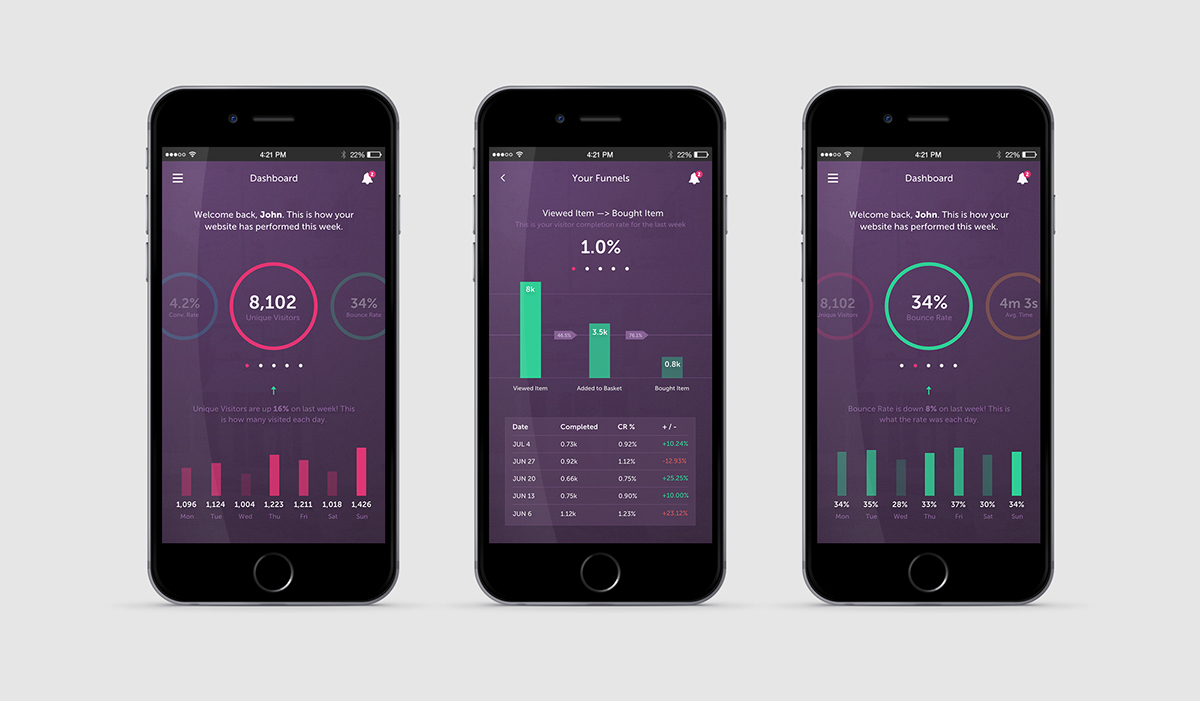 4:21 PM
22%
Dashboard
2
Welcome back, John. This is how your
website has performed this week.
4.2%
Conv. Rate
8,102
Unique Visitors
34%
Bounce Rate
Unique Visitors are up 16% on last week! This
is how many visited each day.
1,096 1,124 1,004 1,223 1,211 1,018 1,426
Mon Tue Wed Thu Fri Sat Sun
4:21 PM
22%
Your Funnels
2
Viewed Item —> Bought Item
This is your visitor completion rate for the last week
1.0%
8k
44.5%
3.5k
76.1%
0.8k
Viewed Item Added to Basket Bought Item
Date Completed CR % + / -
JUL 4 0.73k 0.92% +10.24%
JUN 27 0.92k 1.12% -12.93%
JUN 20 0.66k 0.75% +25.25%
JUN 13 0.75k 0.90% +10.00%
JUN 6 1.12k 1.23% +23.12%
4:21 PM
22%
Dashboard
2
Welcome back, John. This is how your
website has performed this week.
8,102
Unique Visitors
34%
Bounce Rate
4m 3s
Avg. Time
Bounce Rate is down 8% on last week! This is
what the rate was each day.
34% 35% 28% 33% 37% 30% 34%
Mon Tue Wed Thu Fri Sat Sun